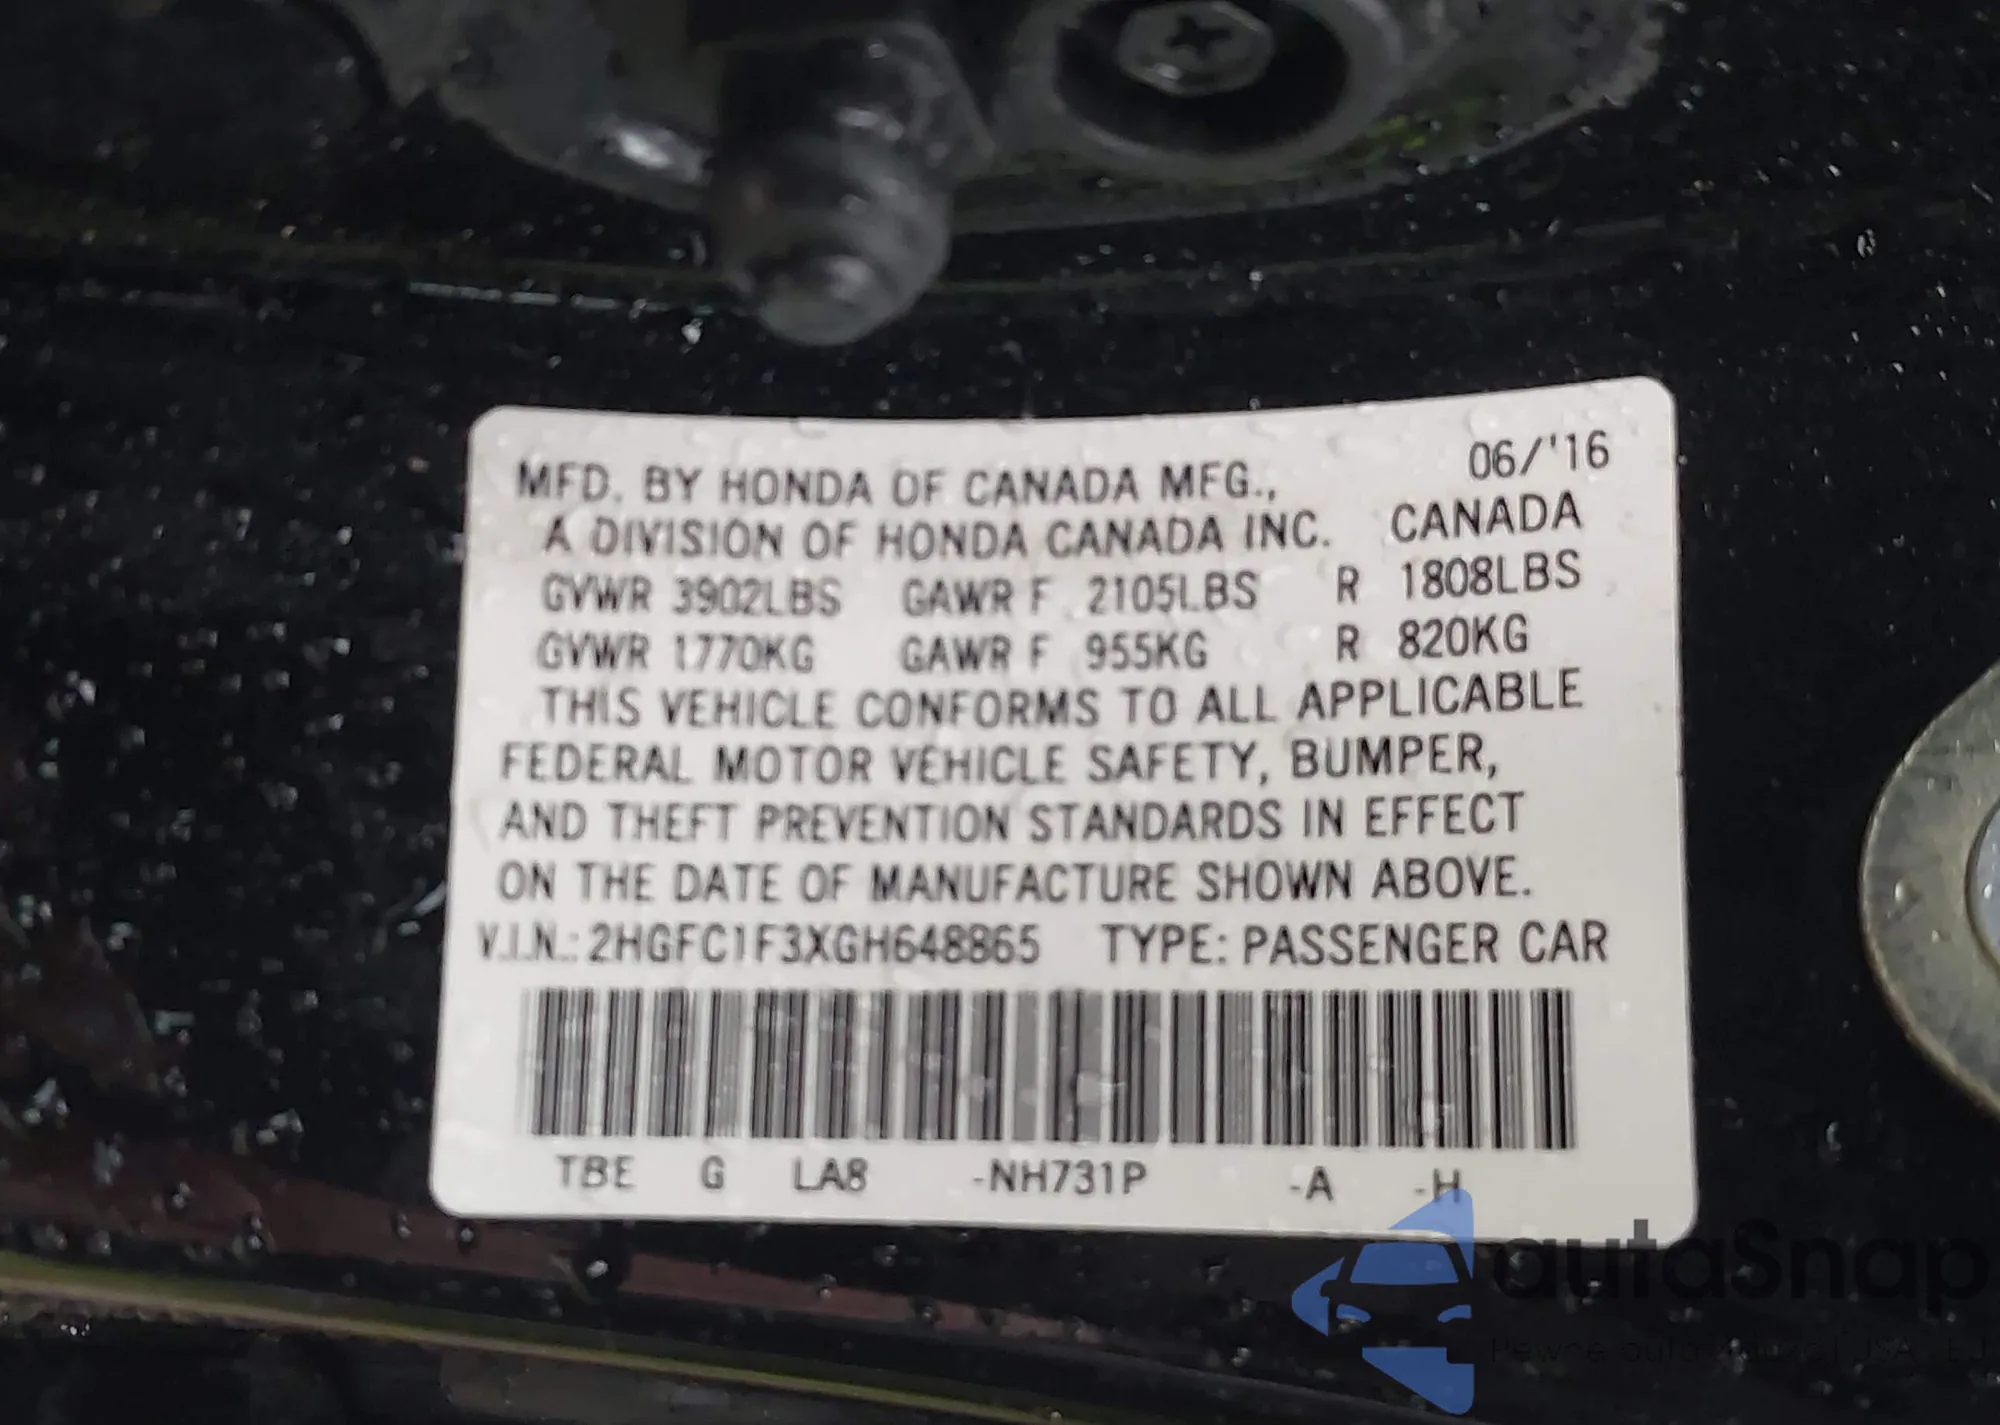 06/'16
MFD. BY HONDA OF CANADA MFG.,
A DIVISION OF HONDA CANADA INC. CANADA
GVWR 3902LBS GAWR F 2105LBS R 1808LBS
GVWR 1770KG GAWR F 955KG R 820KG
THIS VEHICLE CONFORMS TO ALL APPLICABLE
FEDERAL MOTOR VEHICLE SAFETY, BUMPER,
AND THEFT PREVENTION STANDARDS IN EFFECT
ON THE DATE OF MANUFACTURE SHOWN ABOVE.
V.I.N.: 2HGFC1F3XGH648865 TYPE: PASSENGER CAR
TBE G LA8 -NH731P -A -H
autaSnap